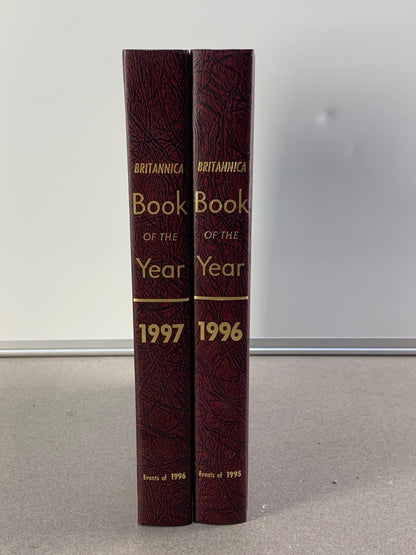 BRITANNICA
Book
OF THE
Year
1997
Events of 1996
BRITANNICA
Book
OF THE
Year
1996
Events of 1995